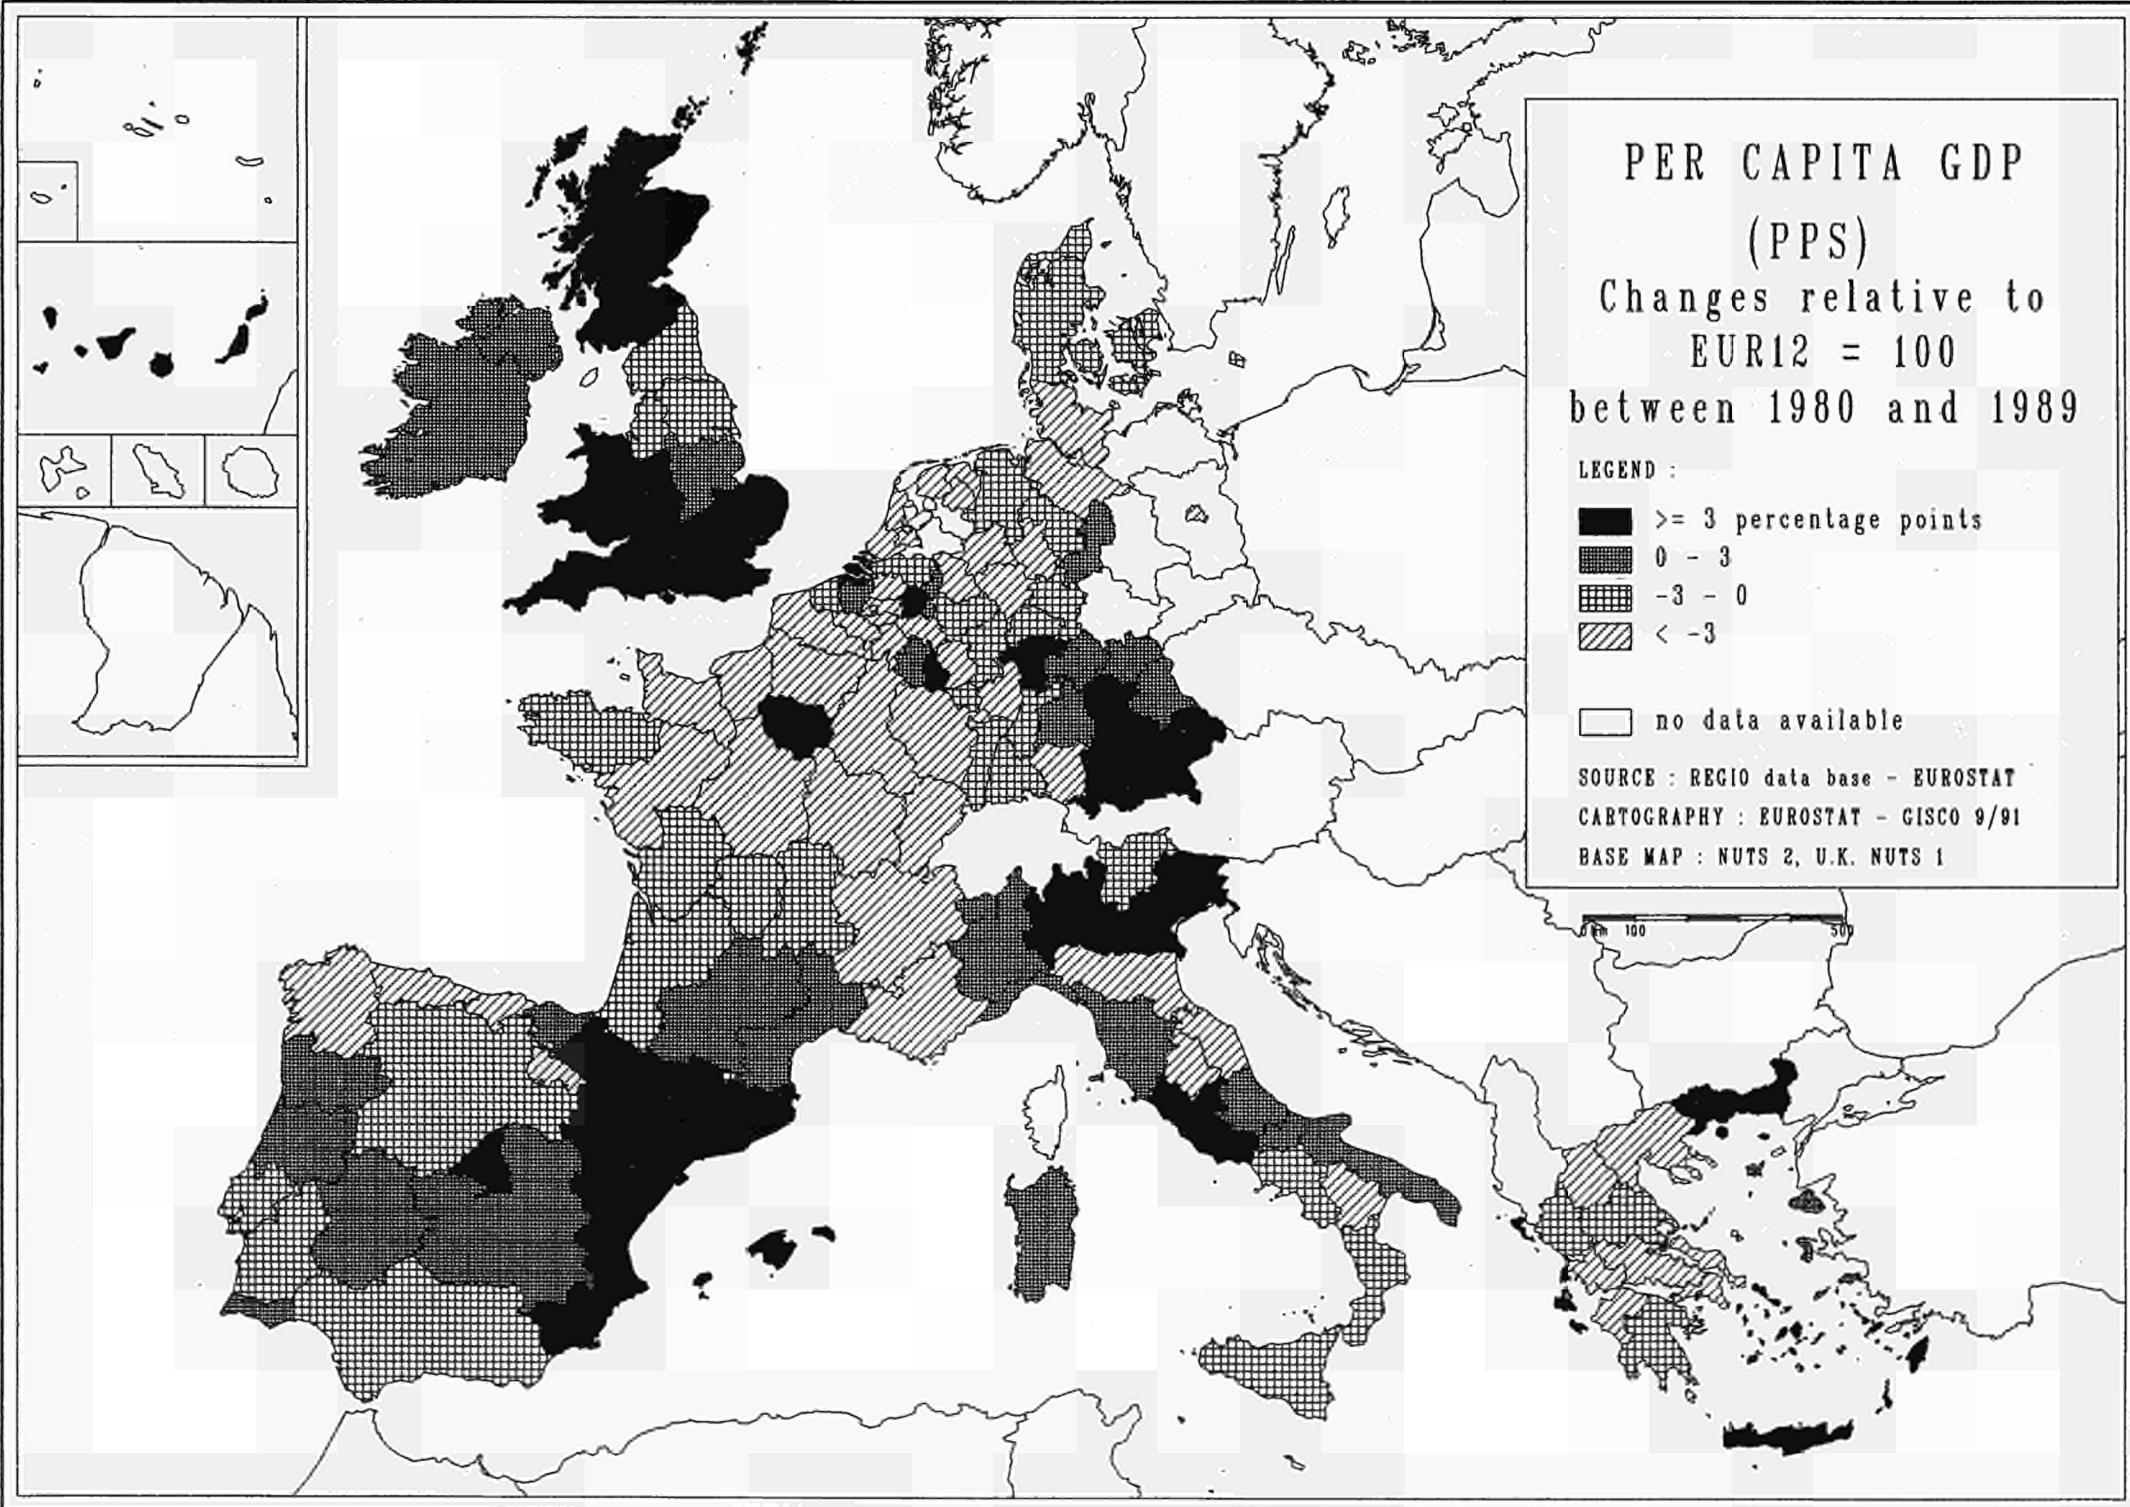 PER CAPITA GDP
(PPS)
Changes relative to
EUR12 = 100
between 1980 and 1989
LEGEND :
>= 3 percentage points
0 - 3
-3 - 0
< -3
no data available
SOURCE : REGIO data base - EUROSTAT
CARTOGRAPHY : EUROSTAT - GISCO 9/91
BASE MAP : NUTS 2, U.K. NUTS 1
0 km 100 500